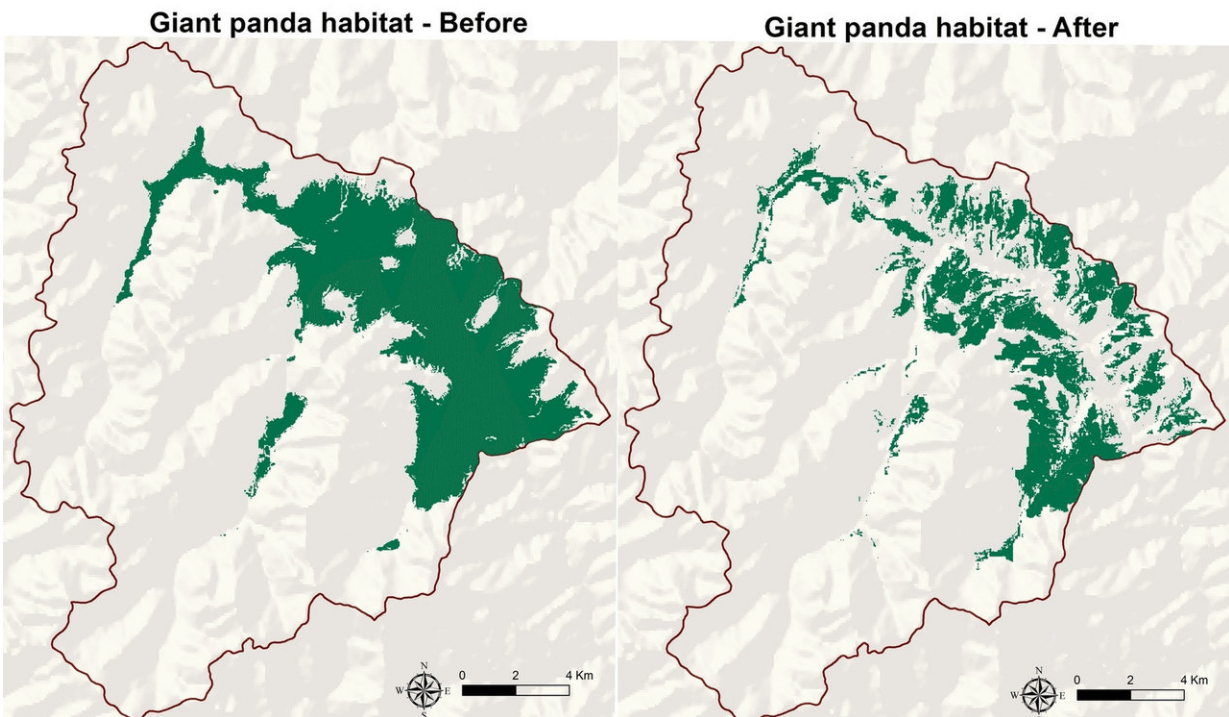 Giant panda habitat - Before
Giant panda habitat - After
N
W E
S
0 2 4 Km
N
W E
S
0 2 4 Km